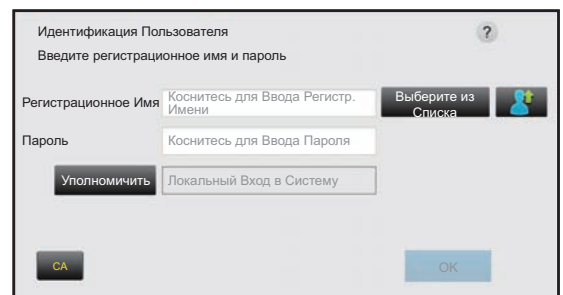 Идентификация Пользователя
?
Введите регистрационное имя и пароль
Регистрационное Имя
Коснитесь для Ввода Регистр.
Имени
Выберите из
Списка
Пароль
Коснитесь для Ввода Пароля
Уполномичить
Локальный Вход в Систему
CA
OK